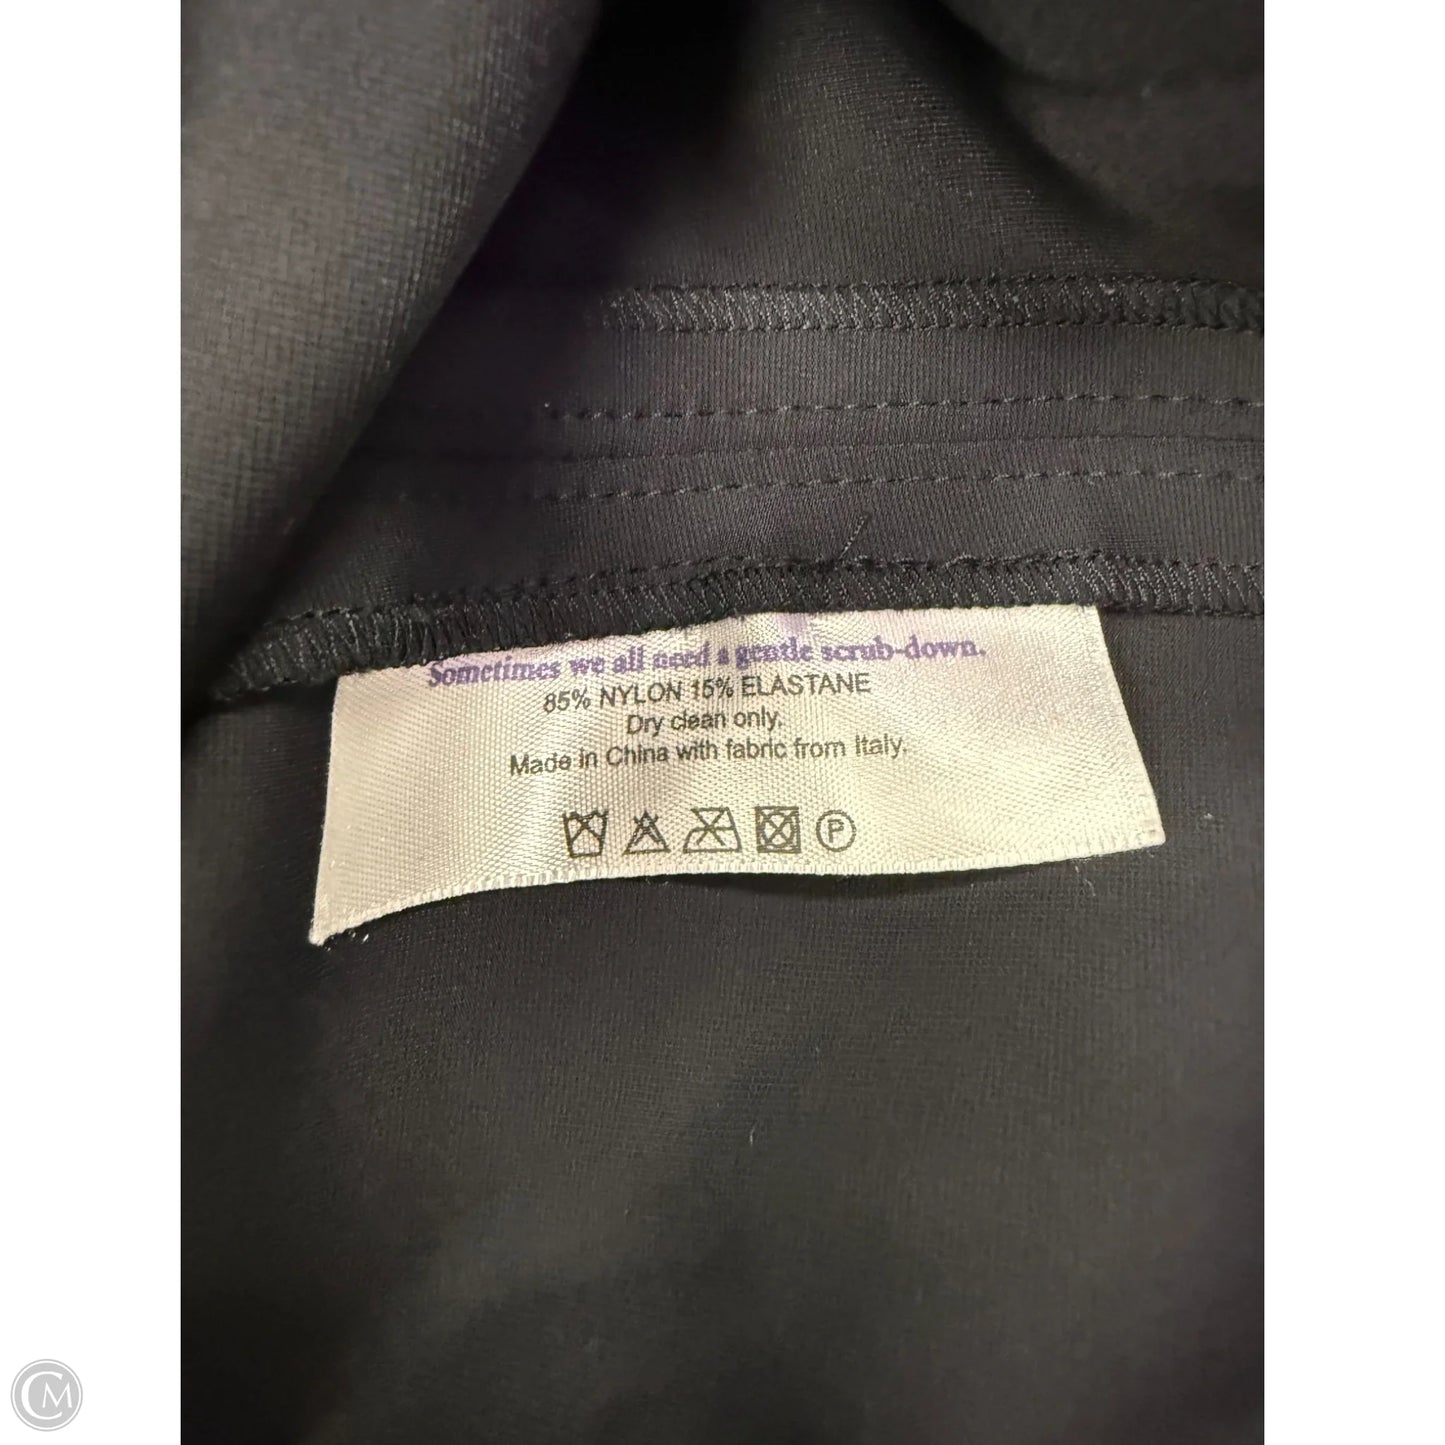 Sometimes we all need a gentle scrub-down.
85% NYLON 15% ELASTANE
Dry clean only.
Made in China with fabric from Italy.
P
CM